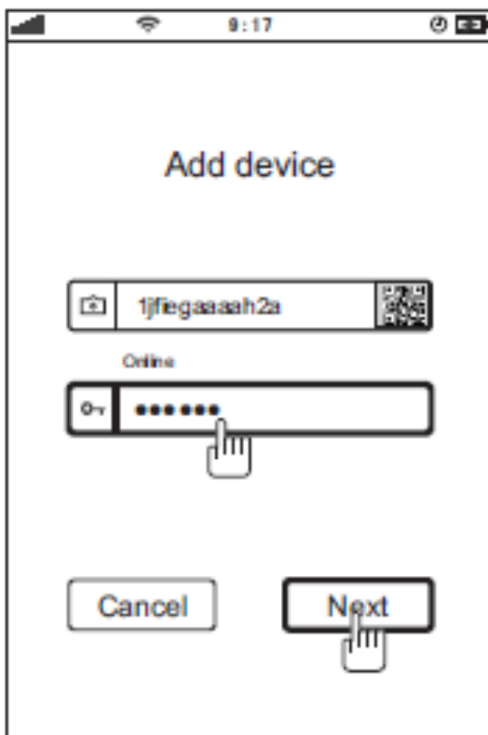 9:17
Add device
1jfiegaaaah2a
Online
••••••
Cancel Next